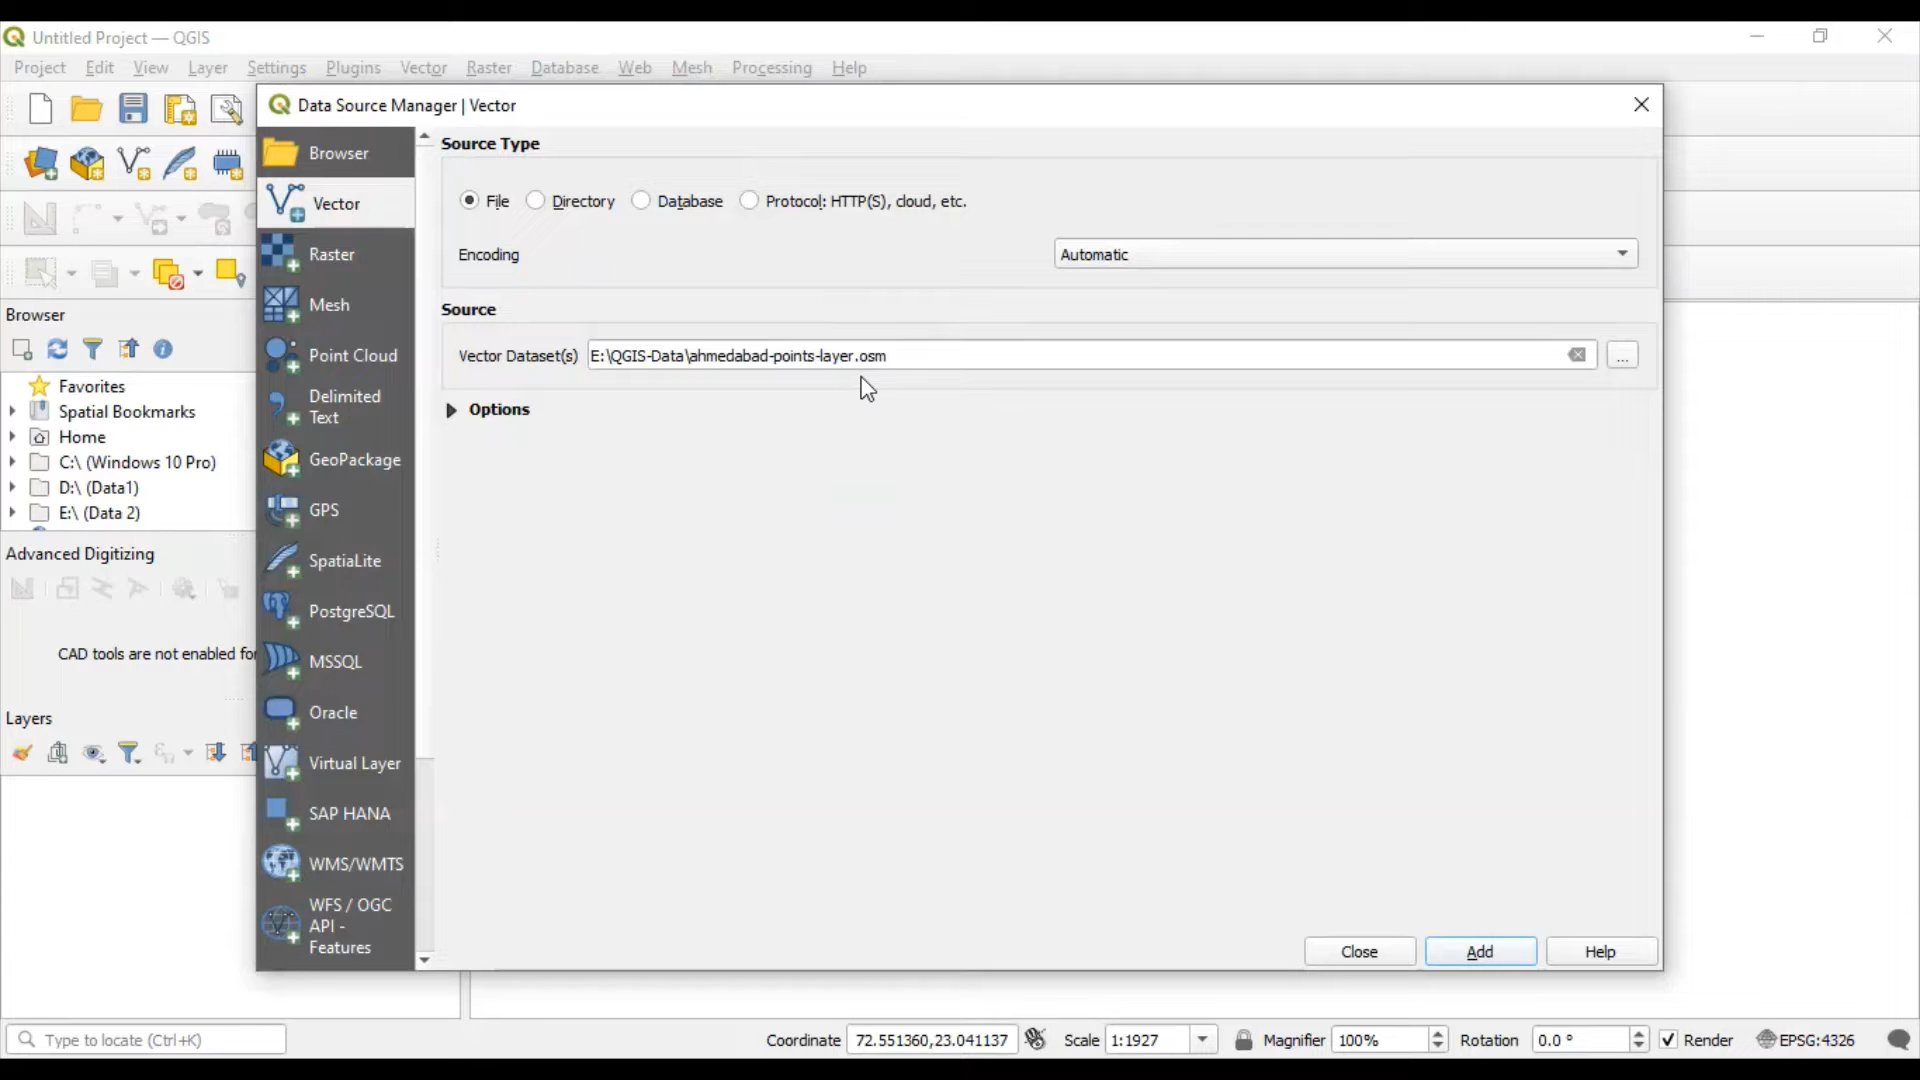 Untitled Project — QGIS
Project Edit View Layer Settings Plugins Vector Raster Database Web Mesh Processing Help
Data Source Manager | Vector
Browser
Vector
Raster
Mesh
Point Cloud
Delimited
Text
GeoPackage
GPS
SpatiaLite
PostgreSQL
MSSQL
Oracle
Virtual Layer
SAP HANA
WMS/WMTS
WFS / OGC
API -
Features
Source Type
File Directory Database Protocol: HTTP(S), cloud, etc.
Encoding Automatic
Source
Vector Dataset(s) E:\QGIS-Data\ahmedabad-points-layer.osm ...
Options
Close Add Help
Browser
Favorites
Spatial Bookmarks
Home
C:\ (Windows 10 Pro)
D:\ (Data1)
E:\ (Data 2)
Advanced Digitizing
CAD tools are not enabled for
Layers
Type to locate (Ctrl+K) Coordinate 72.551360,23.041137 Scale 1:1927 Magnifier 100% Rotation 0.0 ° Render EPSG:4326